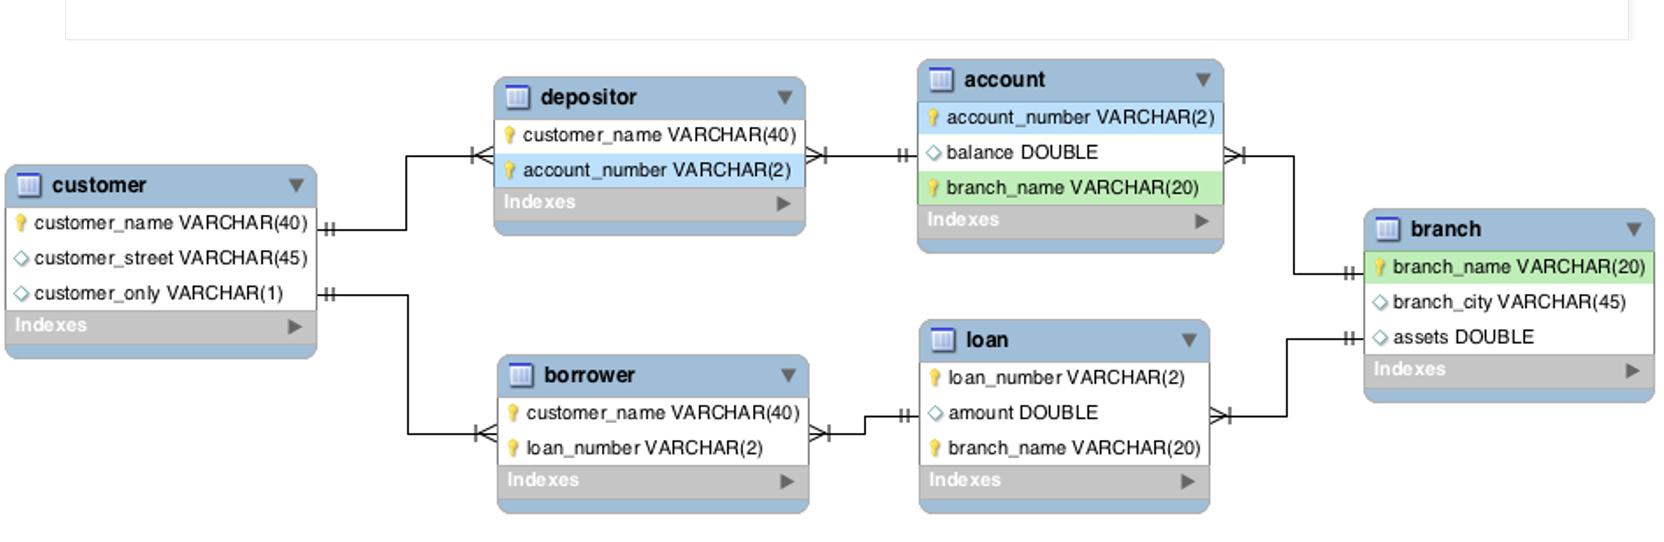 customer
customer_name VARCHAR(40)
customer_street VARCHAR(45)
customer_only VARCHAR(1)
Indexes
depositor
customer_name VARCHAR(40)
account_number VARCHAR(2)
Indexes
borrower
customer_name VARCHAR(40)
loan_number VARCHAR(2)
Indexes
account
account_number VARCHAR(2)
balance DOUBLE
branch_name VARCHAR(20)
Indexes
loan
loan_number VARCHAR(2)
amount DOUBLE
branch_name VARCHAR(20)
Indexes
branch
branch_name VARCHAR(20)
branch_city VARCHAR(45)
assets DOUBLE
Indexes